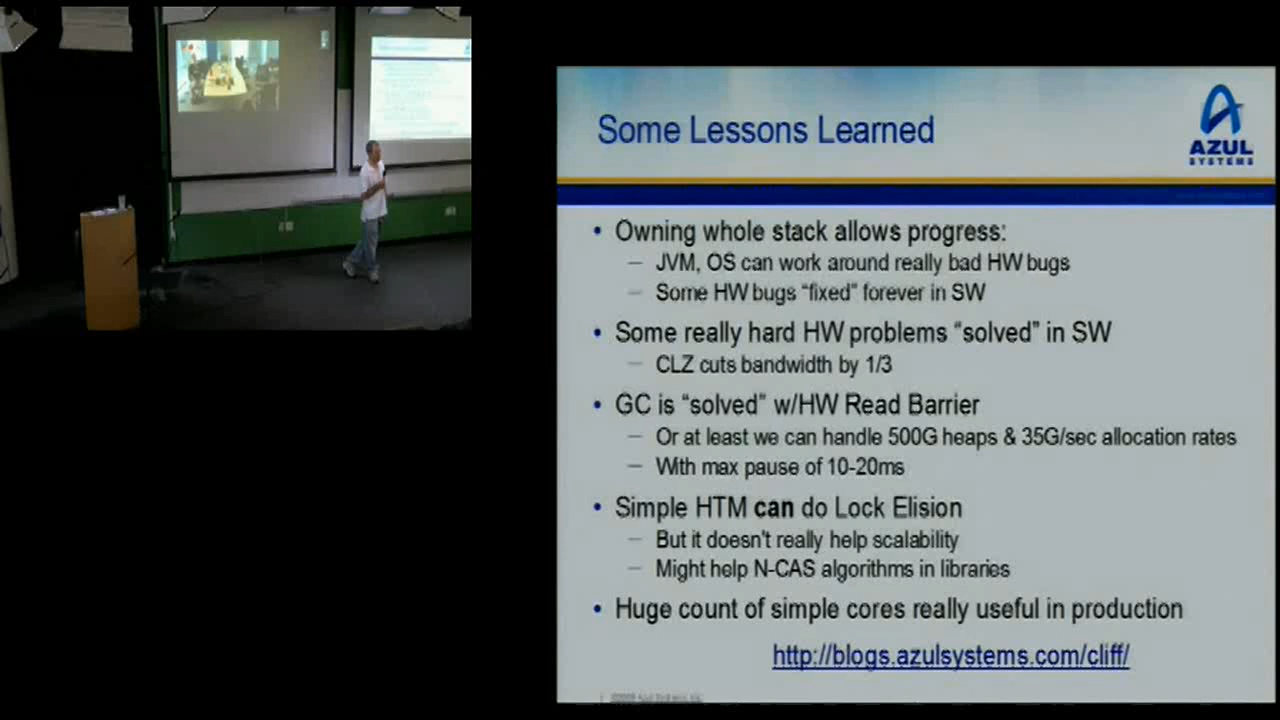 Some Lessons Learned
AZUL
SYSTEMS
• Owning whole stack allows progress:
– JVM, OS can work around really bad HW bugs
– Some HW bugs “fixed” forever in SW
• Some really hard HW problems “solved” in SW
– CLZ cuts bandwidth by 1/3
• GC is “solved” w/HW Read Barrier
– Or at least we can handle 500G heaps & 35G/sec allocation rates
– With max pause of 10-20ms
• Simple HTM can do Lock Elision
– But it doesn't really help scalability
– Might help N-CAS algorithms in libraries
• Huge count of simple cores really useful in production
http://blogs.azulsystems.com/cliff/